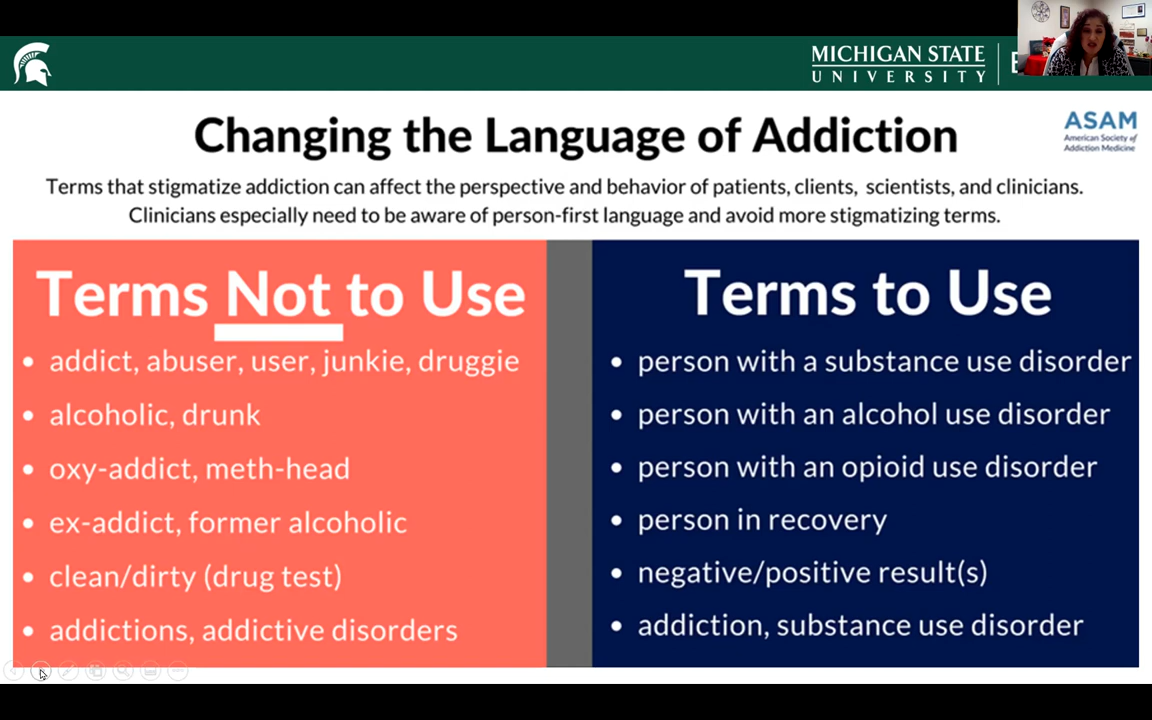 MICHIGAN STATE
UNIVERSITY
Changing the Language of Addiction
ASAM
American Society of
Addiction Medicine
Terms that stigmatize addiction can affect the perspective and behavior of patients, clients, scientists, and clinicians.
Clinicians especially need to be aware of person-first language and avoid more stigmatizing terms.
Terms Not to Use
• addict, abuser, user, junkie, druggie
• alcoholic, drunk
• oxy-addict, meth-head
• ex-addict, former alcoholic
• clean/dirty (drug test)
• addictions, addictive disorders
Terms to Use
• person with a substance use disorder
• person with an alcohol use disorder
• person with an opioid use disorder
• person in recovery
• negative/positive result(s)
• addiction, substance use disorder